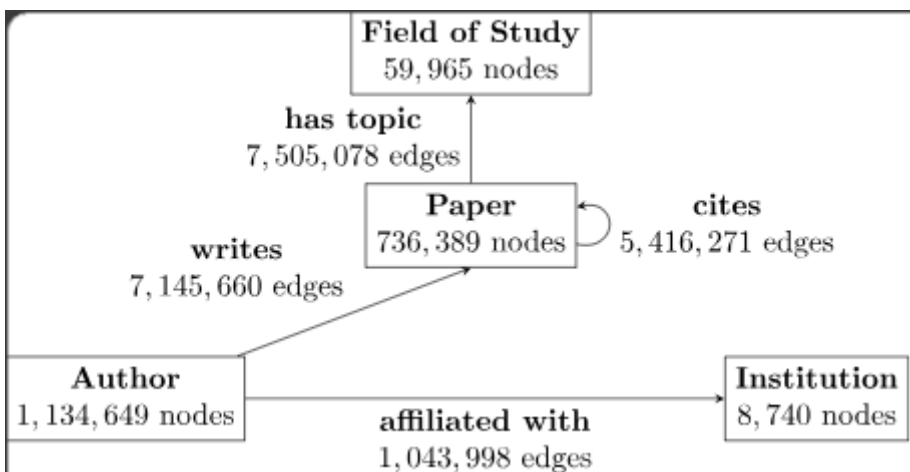 Field of Study
59, 965 nodes
has topic
7, 505, 078 edges
Paper
736, 389 nodes
cites
5, 416, 271 edges
writes
7, 145, 660 edges
Author
1, 134, 649 nodes
affiliated with
1, 043, 998 edges
Institution
8, 740 nodes